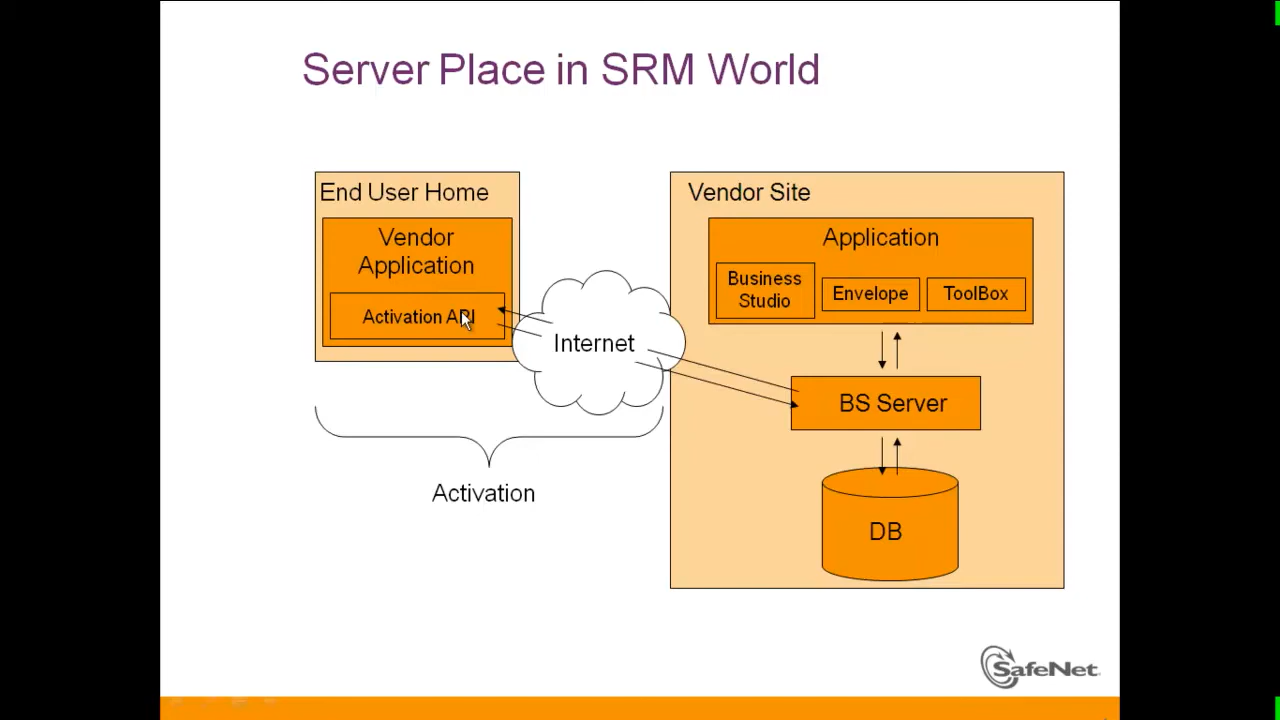 Server Place in SRM World
End User Home
Vendor
Application
Activation API
Internet
Activation
Vendor Site
Application
Business
Studio
Envelope
ToolBox
BS Server
DB
SafeNet